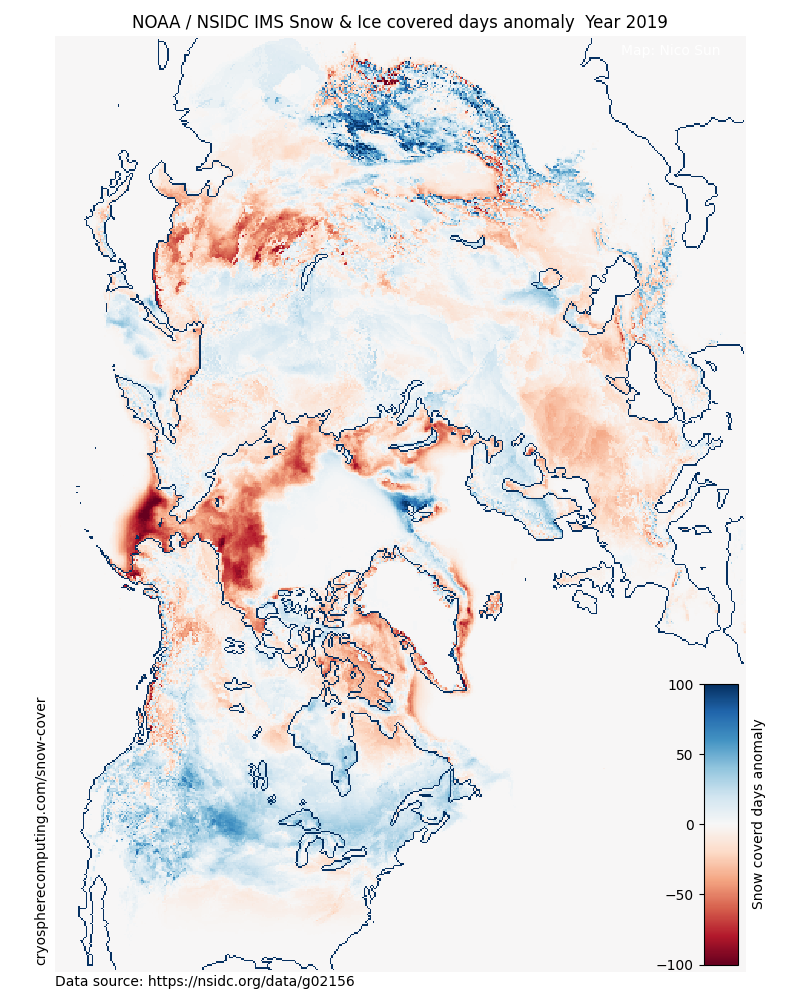 NOAA / NSIDC IMS Snow & Ice covered days anomaly  Year 2019
Map: Nico Sun
100
50
0
−50
−100
Snow coverd days anomaly
cryospherecomputing.com/snow-cover
Data source: https://nsidc.org/data/g02156